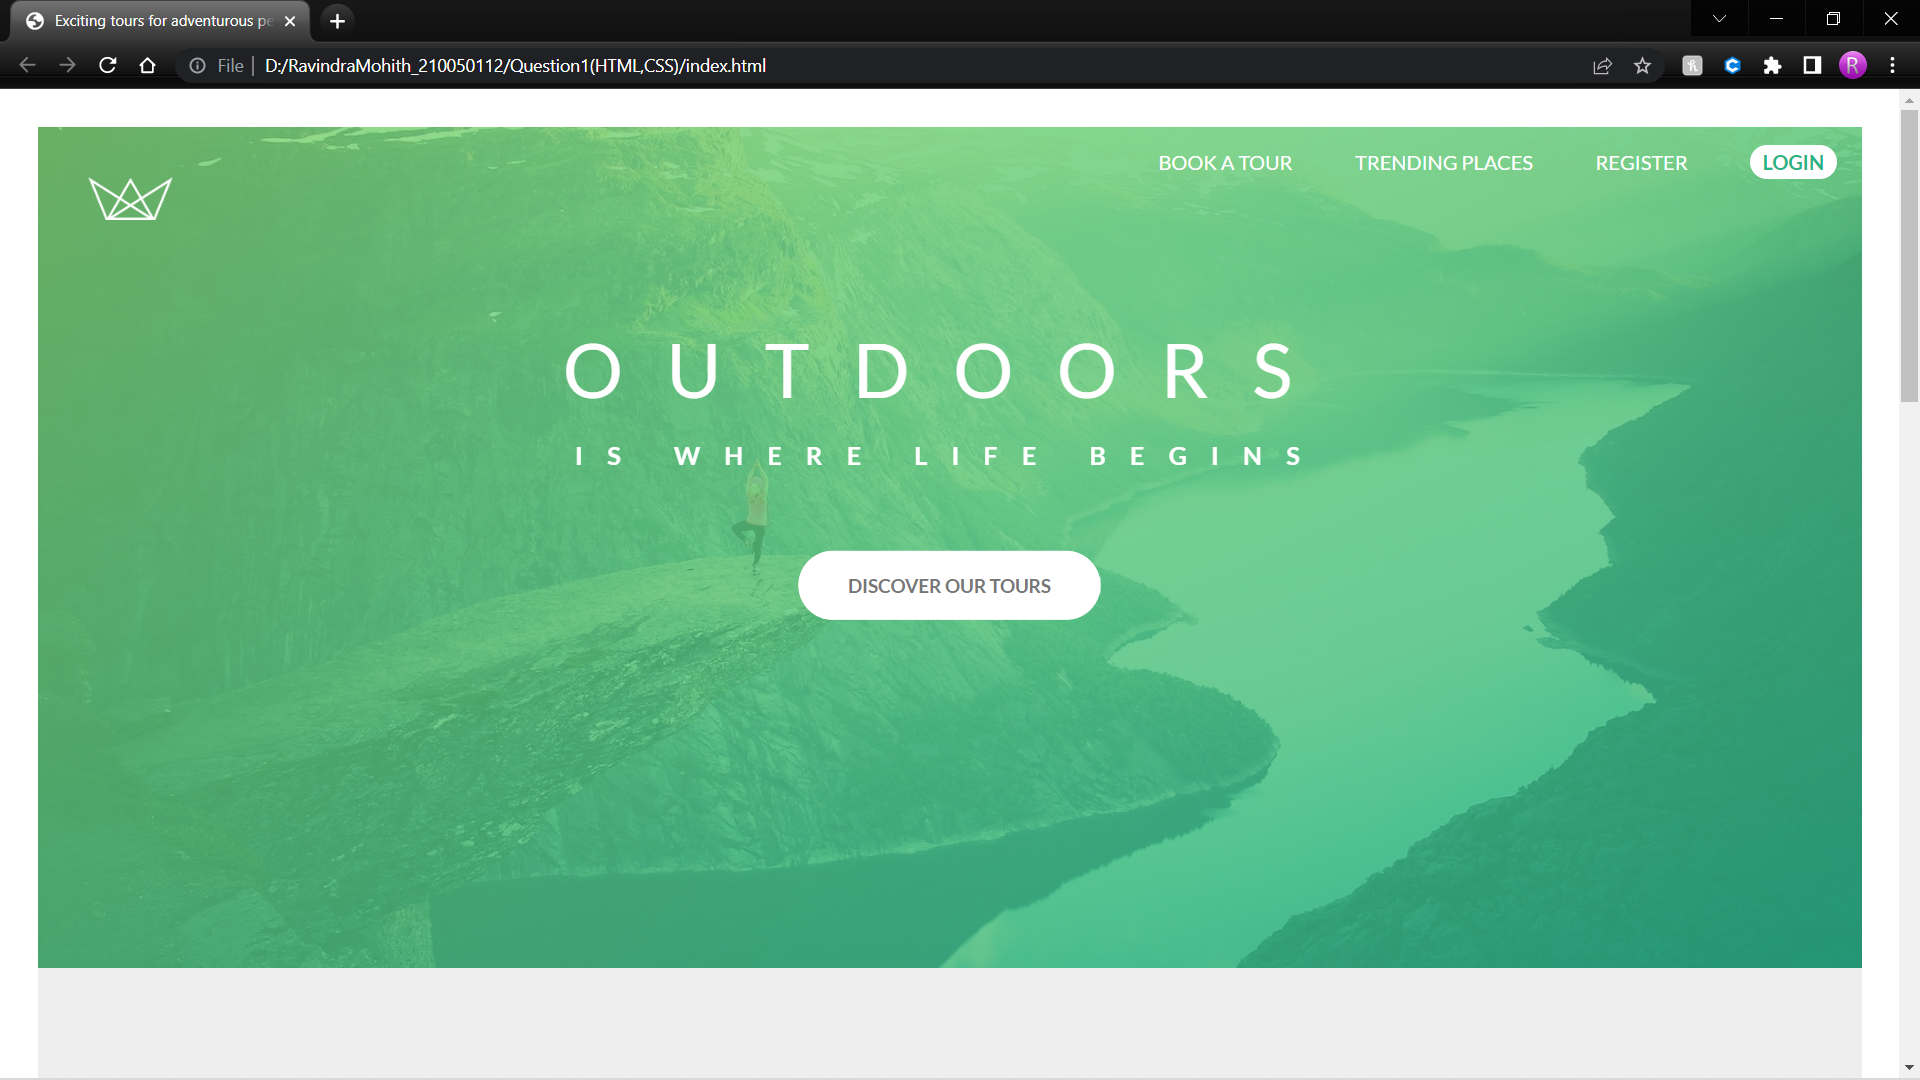 Exciting tours for adventurous pe
File D:/RavindraMohith_210050112/Question1(HTML,CSS)/index.html
R
BOOK A TOUR TRENDING PLACES REGISTER LOGIN
OUTDOORS
IS WHERE LIFE BEGINS
DISCOVER OUR TOURS